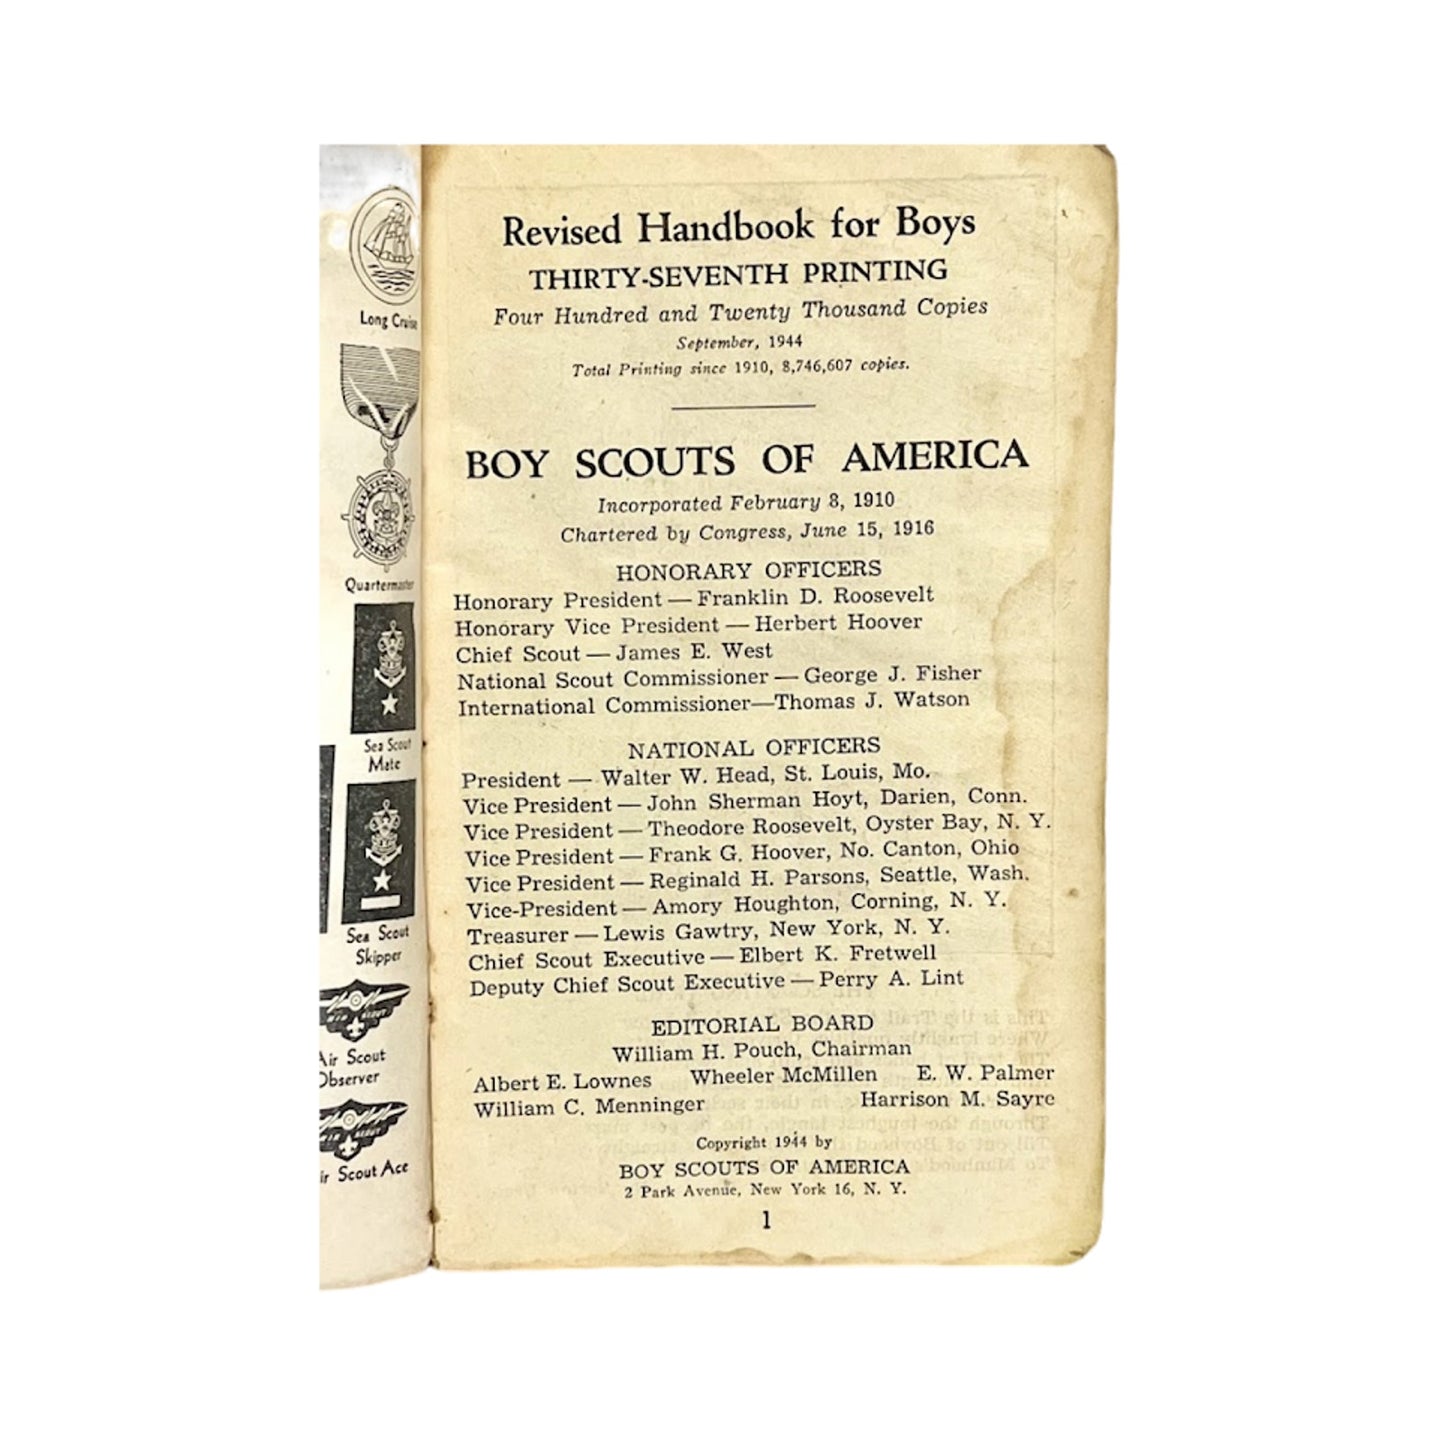 Long Cruise
Quartermaster
Sea Scout
Mate
Sea Scout
Skipper
Air Scout
Observer
Scout Ace
Revised Handbook for Boys
THIRTY-SEVENTH PRINTING
Four Hundred and Twenty Thousand Copies
September, 1944
Total Printing since 1910, 8,746,607 copies.
BOY SCOUTS OF AMERICA
Incorporated February 8, 1910
Chartered by Congress, June 15, 1916
HONORARY OFFICERS
Honorary President — Franklin D. Roosevelt
Honorary Vice President — Herbert Hoover
Chief Scout — James E. West
National Scout Commissioner — George J. Fisher
International Commissioner—Thomas J. Watson
NATIONAL OFFICERS
President — Walter W. Head, St. Louis, Mo.
Vice President — John Sherman Hoyt, Darien, Conn.
Vice President — Theodore Roosevelt, Oyster Bay, N. Y.
Vice President — Frank G. Hoover, No. Canton, Ohio
Vice President — Reginald H. Parsons, Seattle, Wash.
Vice-President — Amory Houghton, Corning, N. Y.
Treasurer — Lewis Gawtry, New York, N. Y.
Chief Scout Executive — Elbert K. Fretwell
Deputy Chief Scout Executive — Perry A. Lint
EDITORIAL BOARD
William H. Pouch, Chairman
Albert E. Lownes Wheeler McMillen E. W. Palmer
William C. Menninger Harrison M. Sayre
Copyright 1944 by
BOY SCOUTS OF AMERICA
2 Park Avenue, New York 16, N. Y.
1